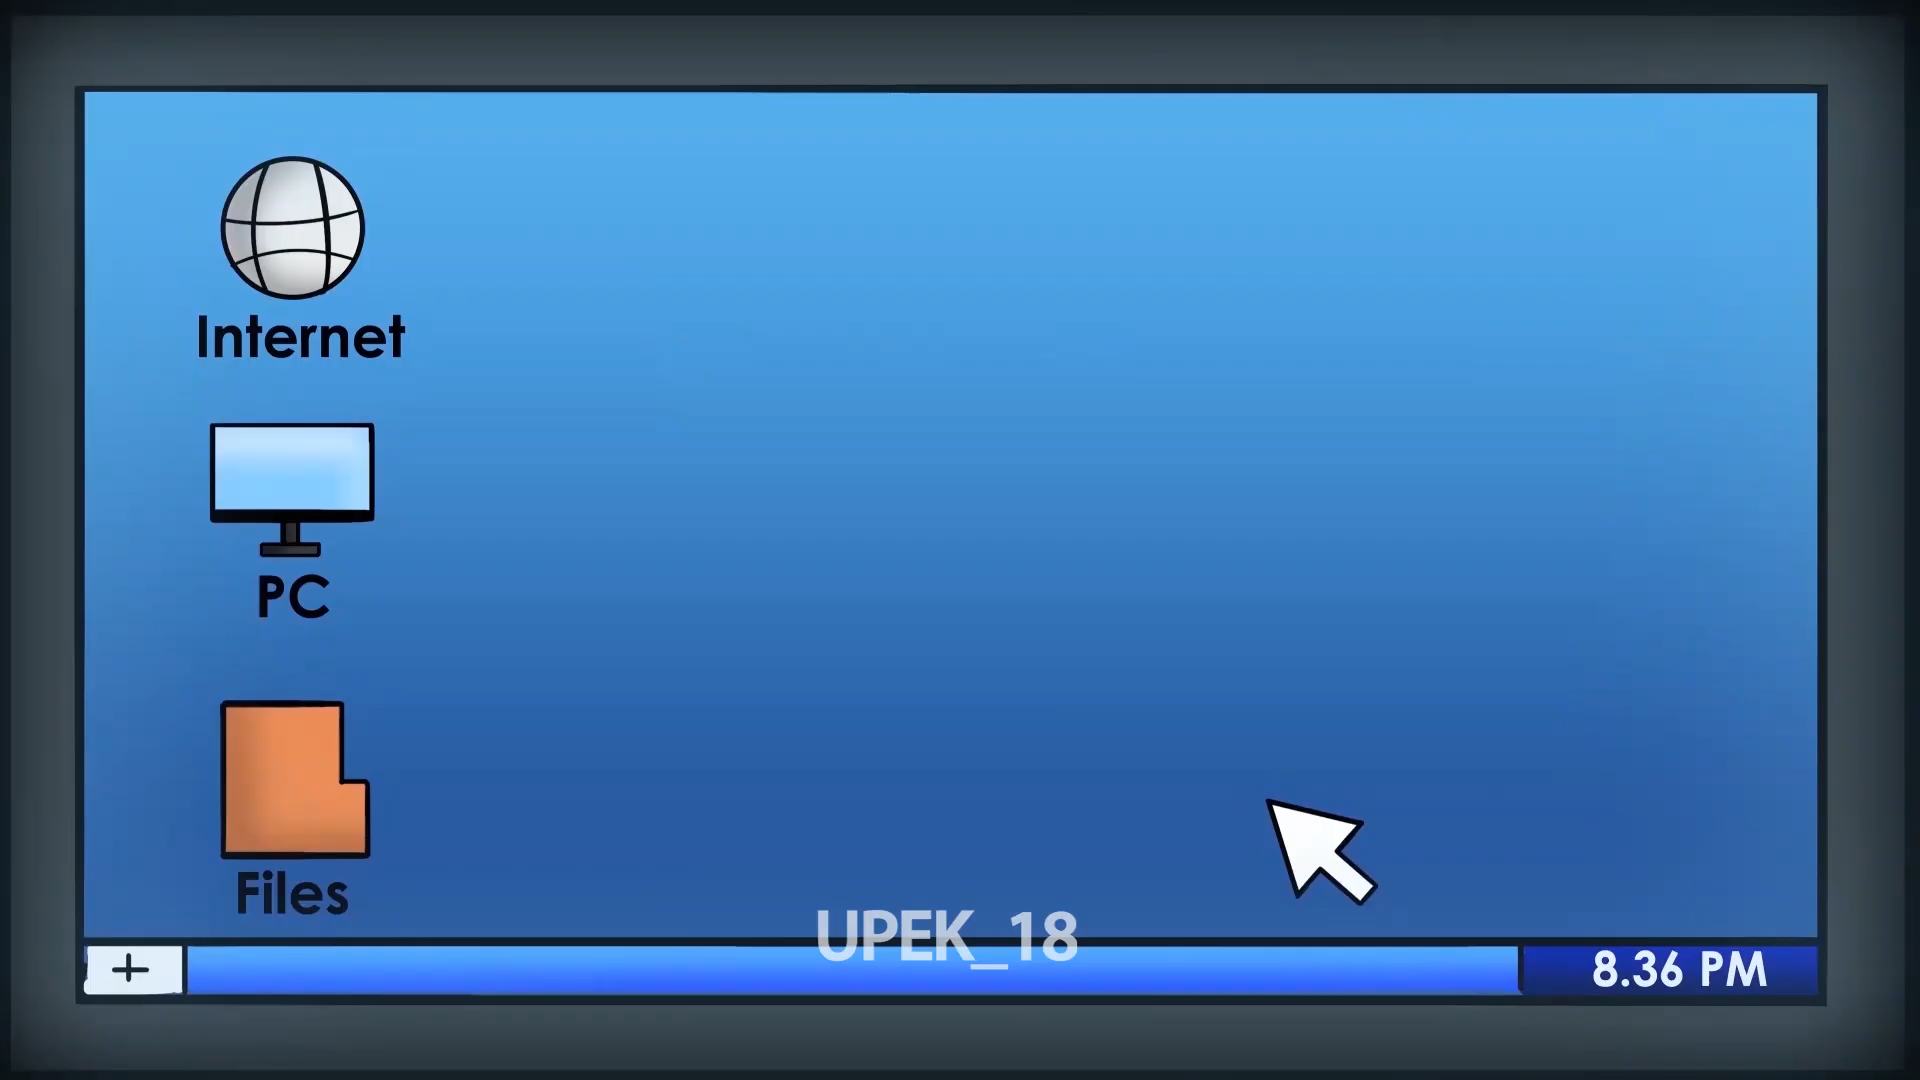 Internet
PC
Files
UPEK_18
+
8.36 PM